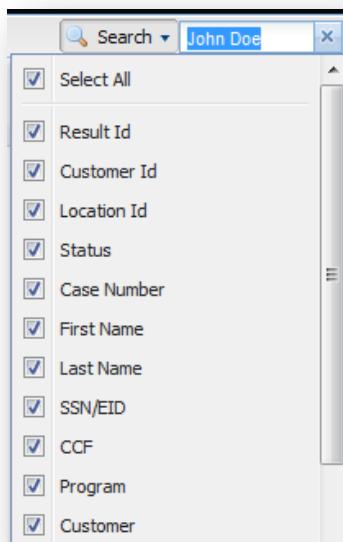 Search John Doe
Select All
Result Id
Customer Id
Location Id
Status
Case Number
First Name
Last Name
SSN/EID
CCF
Program
Customer